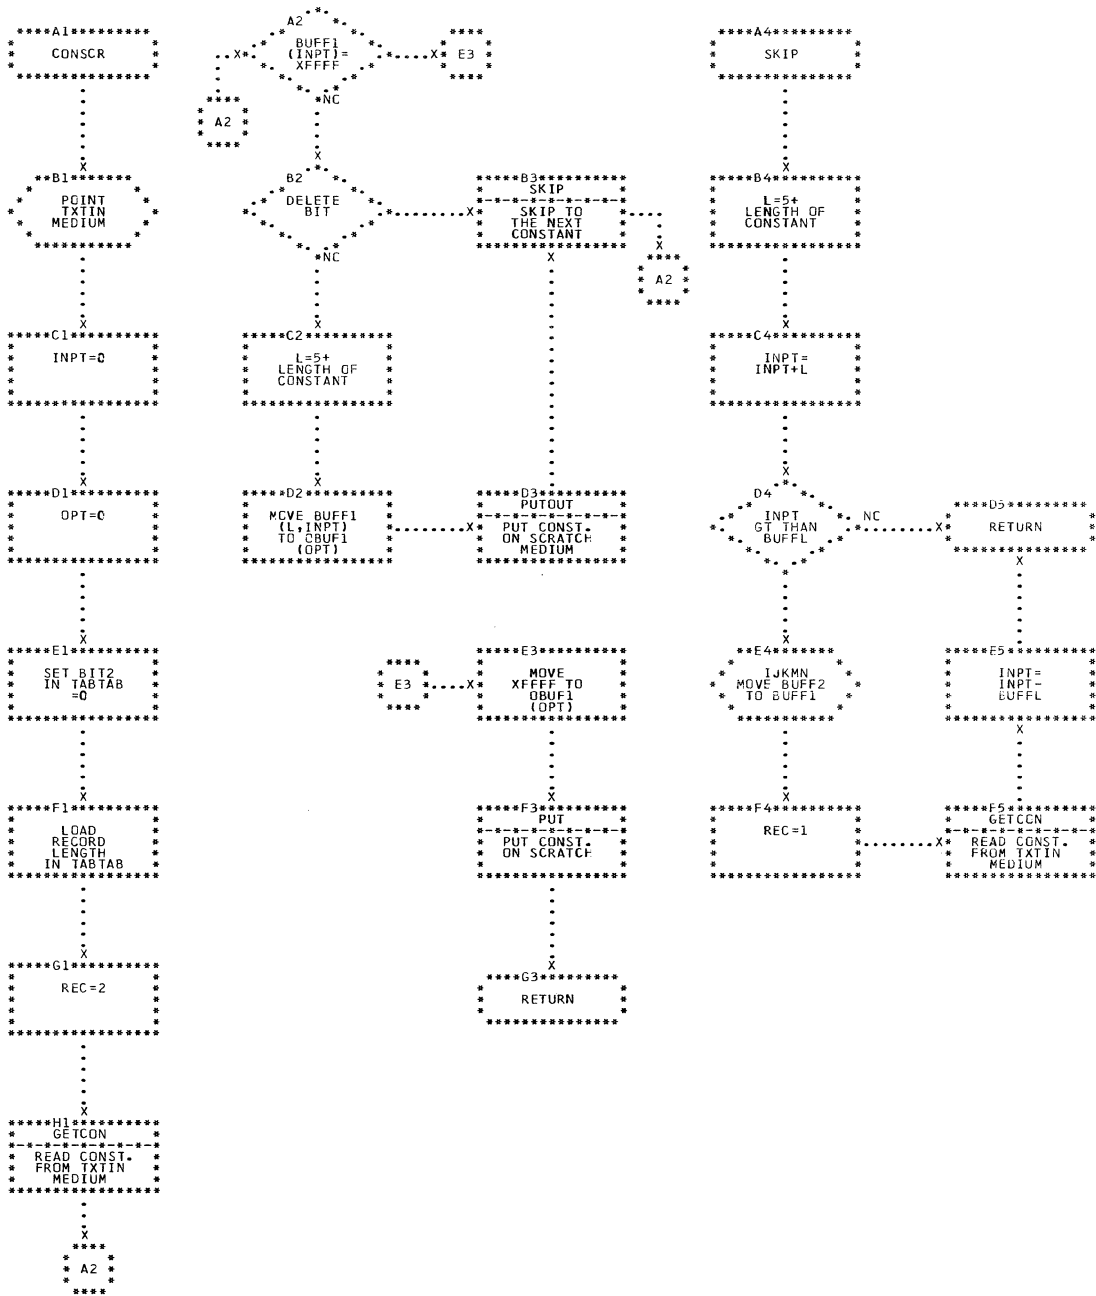 A1
CONSCR
B1
POINT
TXTIN
MEDIUM
C1
INPT=0
D1
OPT=0
E1
SET BIT2
IN TABTAB
=0
F1
LOAD
RECORD
LENGTH
IN TABTAB
G1
REC=2
H1
GETCON
READ CONST.
FROM TXTIN
MEDIUM
A2
A2
BUFF1
(INPT)=
XFFFF
X
X
E3
NC
A2
B2
DELETE
BIT
NC
C2
L=5+
LENGTH OF
CONSTANT
D2
MOVE BUFF1
(L,INPT)
TO OBUF1
(OPT)
B3
SKIP
SKIP TO
THE NEXT
CONSTANT
A2
D3
PUTOUT
PUT CONST.
ON SCRATCH
MEDIUM
E3
E3
MOVE
XFFFF TO
OBUF1
(OPT)
F3
PUT
PUT CONST.
ON SCRATCH
G3
RETURN
A4
SKIP
B4
L=5+
LENGTH OF
CONSTANT
C4
INPT=
INPT+L
D4
INPT
GT THAN
BUFFL
NC
E4
IJKMN
MOVE BUFF2
TO BUFF1
F4
REC=1
D5
RETURN
E5
INPT=
INPT-
BUFFL
F5
GETCCN
READ CONST.
FROM TXTIN
MEDIUM